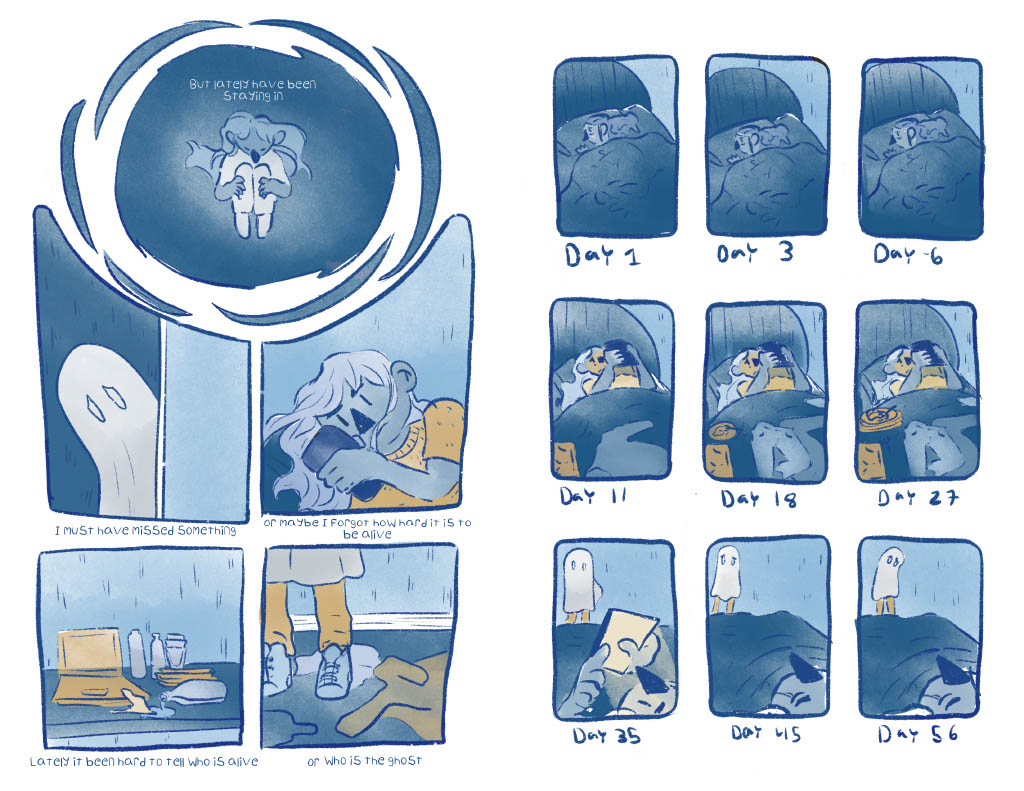 But lately have been
staying in
I must have missed something
or maybe I forgot how hard it is to
be alive
Lately it been hard to tell who is alive
or who is the ghost
Day 1
Day 3
Day 6
Day 11
Day 18
Day 27
Day 35
Day 45
Day 56